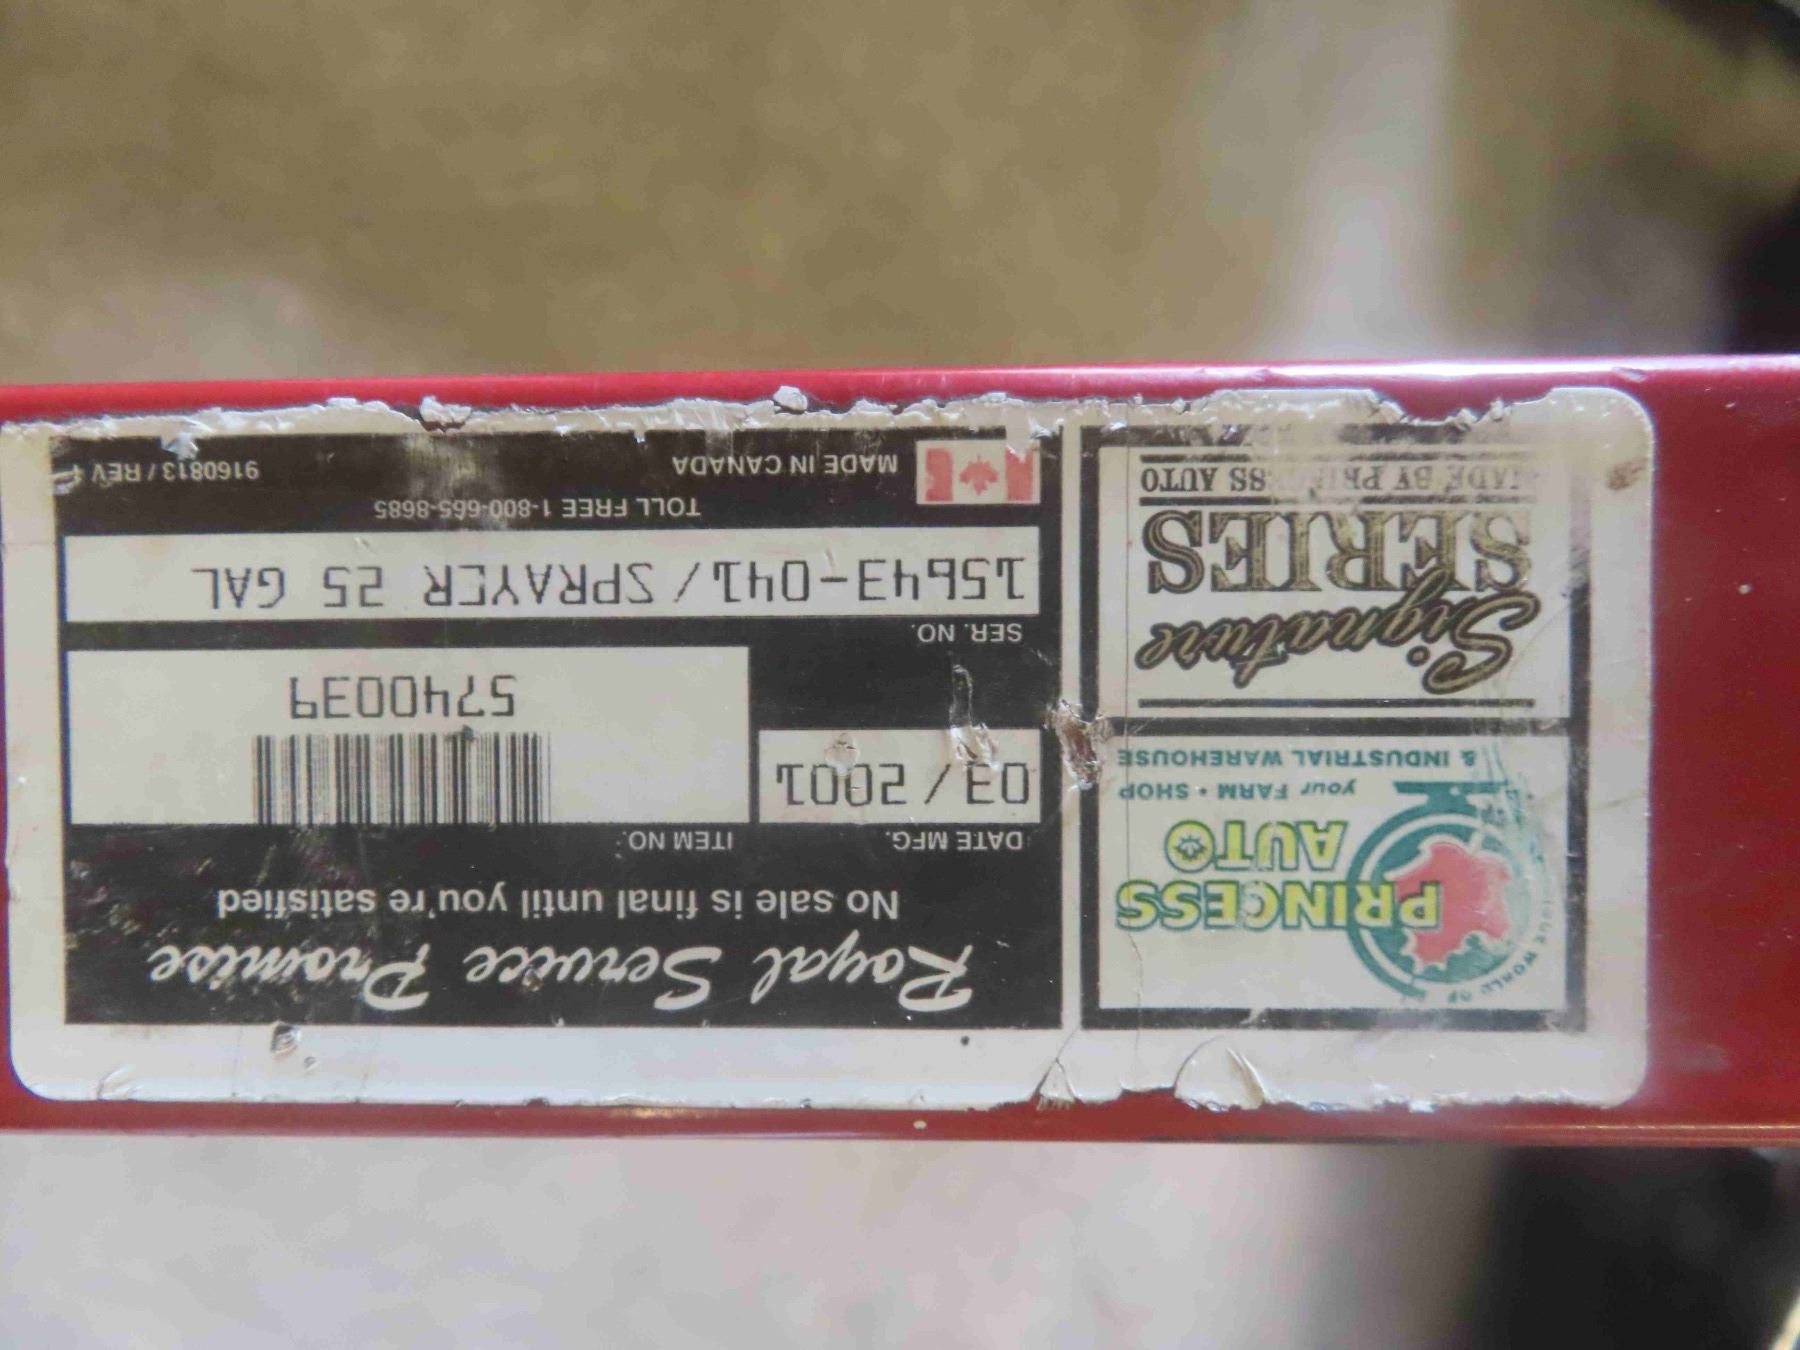 PRINCESS
AUTO
your FARM • SHOP
& INDUSTRIAL WAREHOUSE
Signature
SERIES
BY AUTO
Royal Service Promise
No sale is final until you're satisfied
DATE MFG.
ITEM NO.
03/2001
5740039
SER. NO.
15643-041/SPRAYER 25 GAL
TOLL FREE 1-800-665-8685
MADE IN CANADA
9160813 / REV